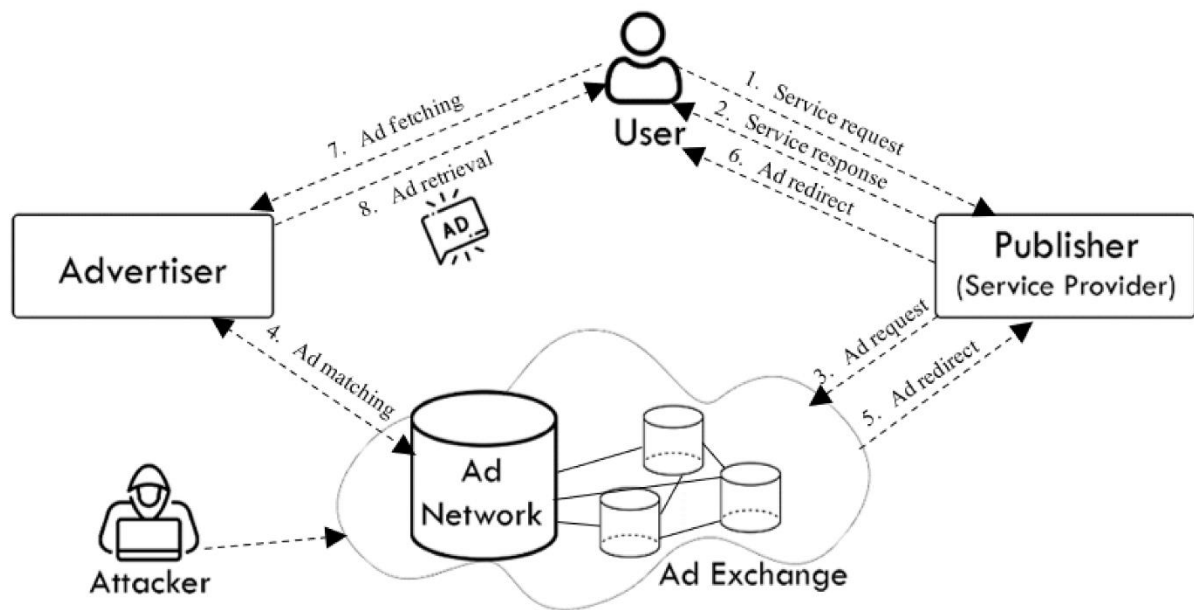 User
1. Service request
2. Service response
6. Ad redirect
7. Ad fetching
8. Ad retrieval
AD
Advertiser
Publisher
(Service Provider)
4. Ad matching
3. Ad request
5. Ad redirect
Ad
Network
Ad Exchange
Attacker